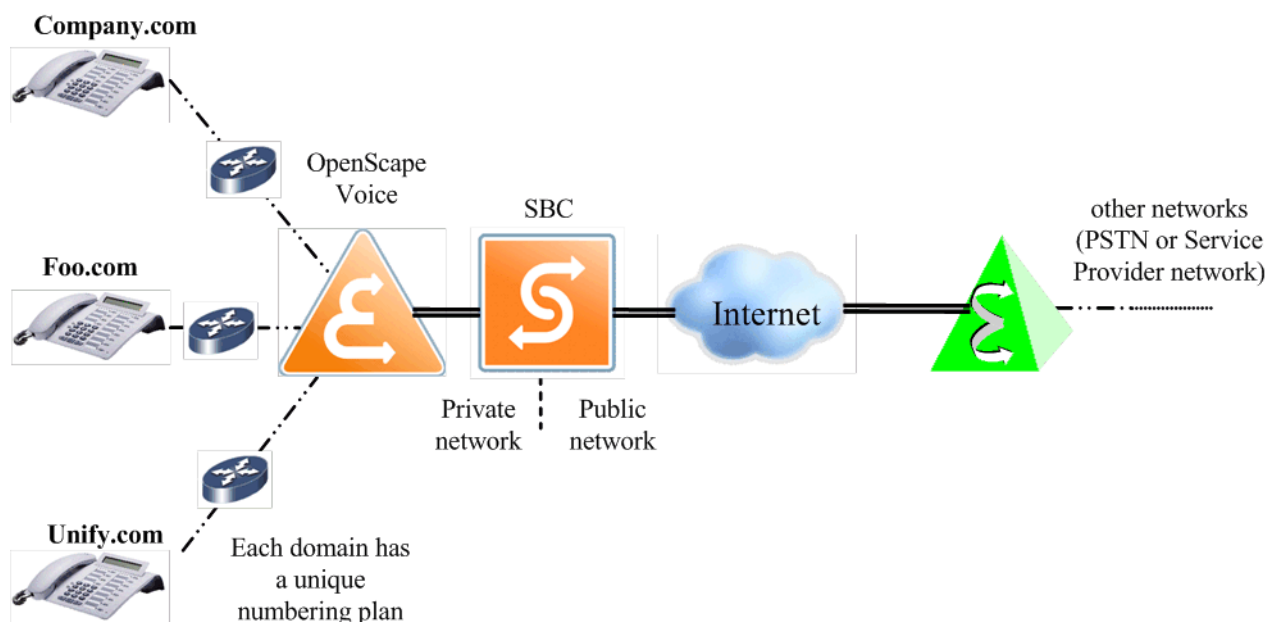 Company.com
OpenScape
Voice
SBC
other networks
(PSTN or Service
Provider network)
Foo.com
Internet
Private
network
Public
network
Unify.com
Each domain has
a unique
numbering plan